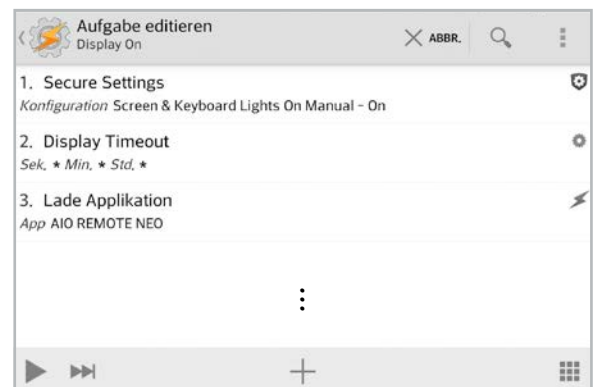 Aufgabe editieren
Display On
ABBR.
1. Secure Settings
Konfiguration Screen & Keyboard Lights On Manual - On
2. Display Timeout
Sek, * Min, * Std, *
3. Lade Applikation
App AIO REMOTE NEO